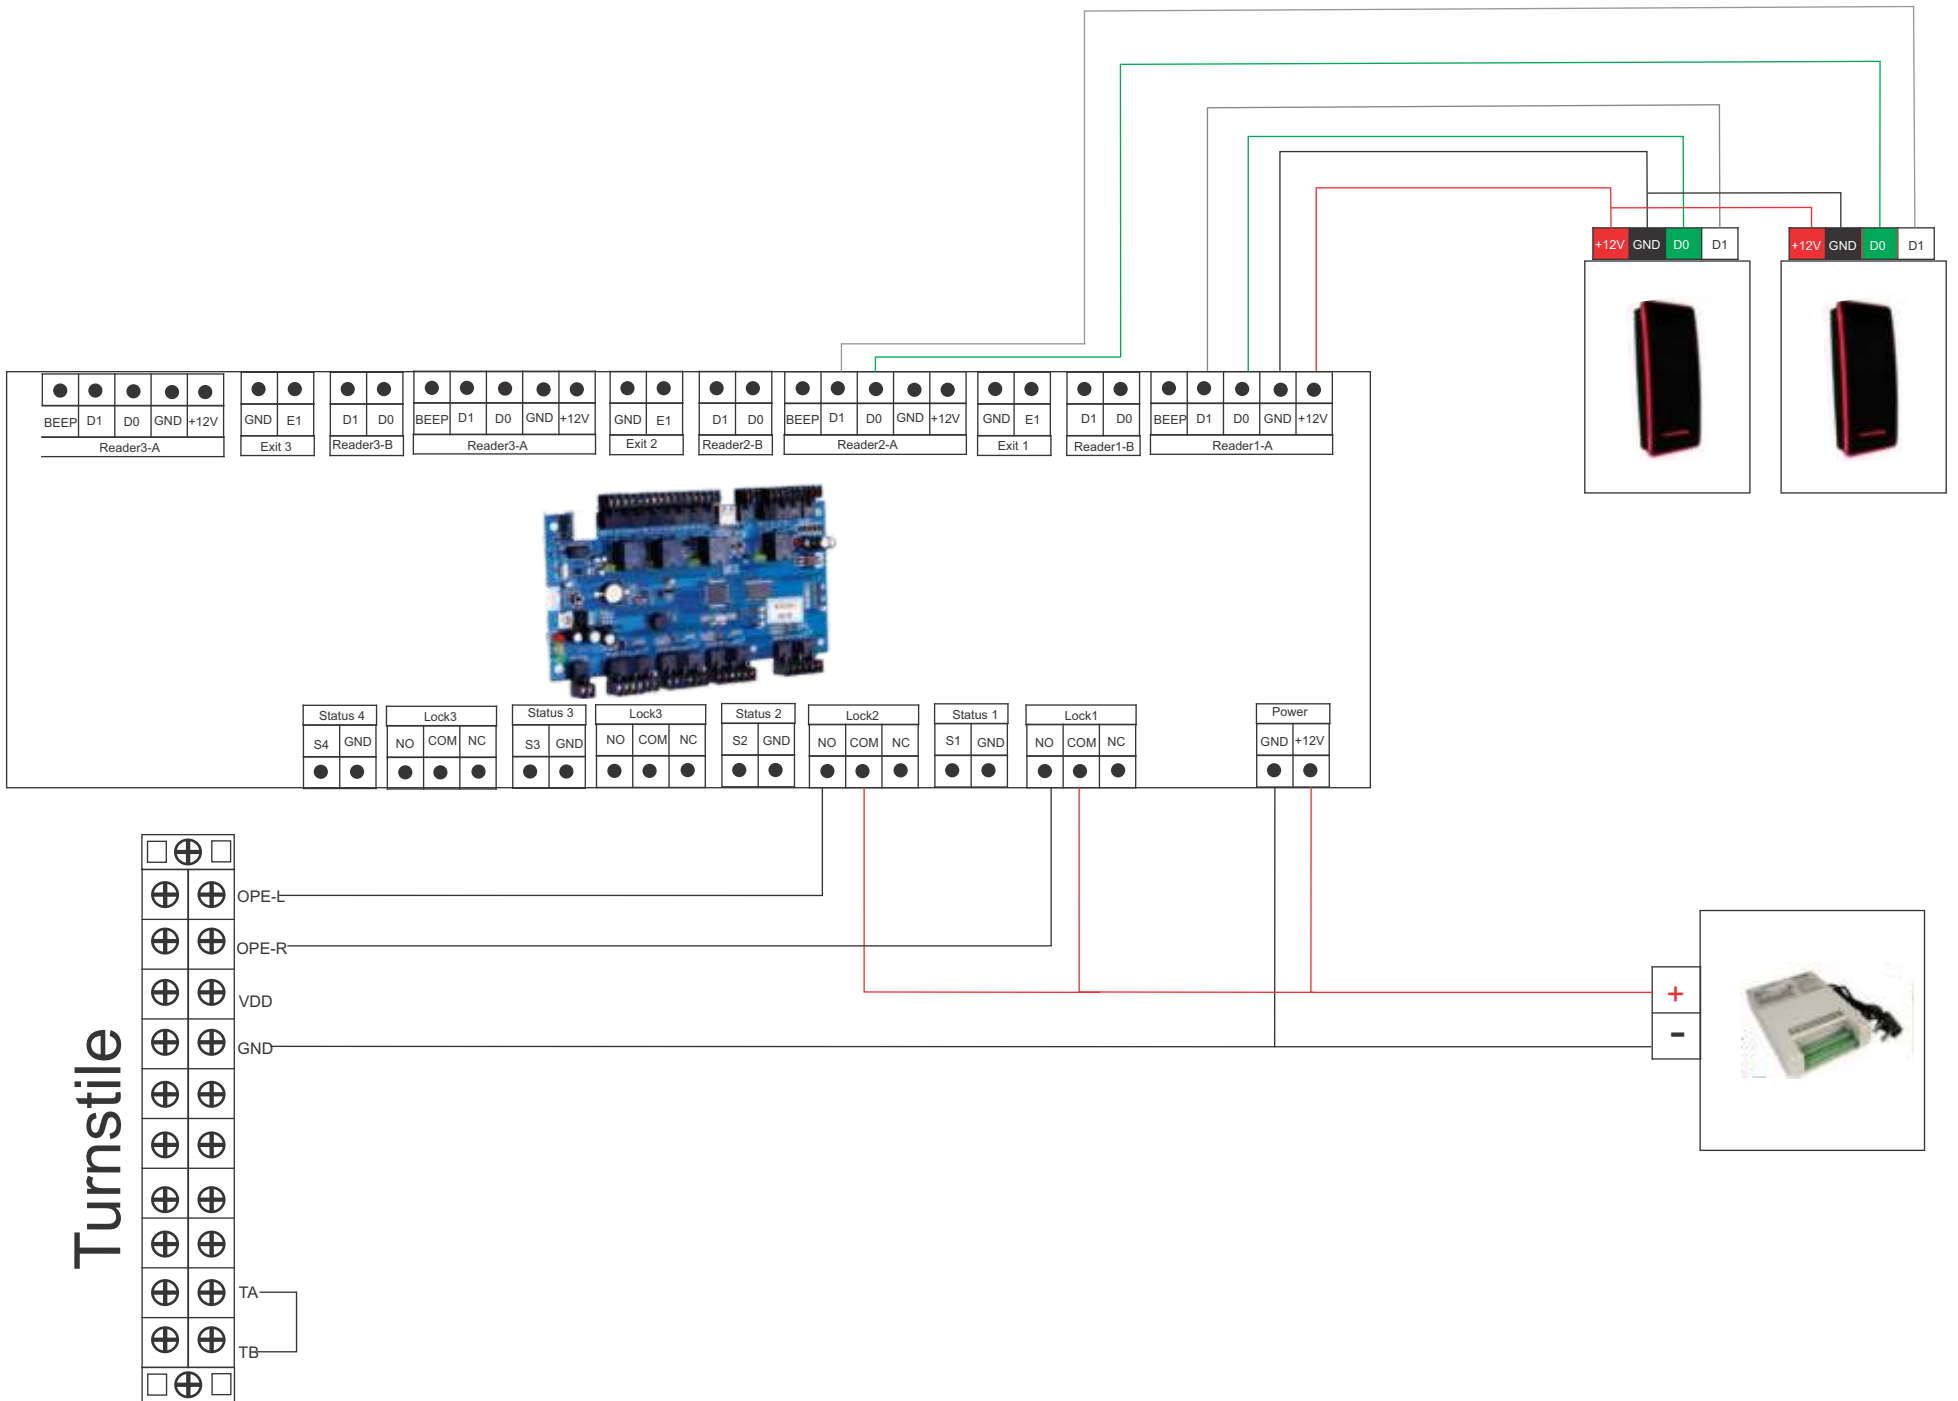 +12V GND D0 D1
+12V GND D0 D1
BEEP D1 D0 GND +12V
Reader3-A
GND E1
Exit 3
D1 D0
Reader3-B
BEEP D1 D0 GND +12V
Reader3-A
GND E1
Exit 2
D1 D0
Reader2-B
BEEP D1 D0 GND +12V
Reader2-A
GND E1
Exit 1
D1 D0
Reader1-B
BEEP D1 D0 GND +12V
Reader1-A
Status 4
S4 GND
Lock3
NO COM NC
Status 3
S3 GND
Lock3
NO COM NC
Status 2
S2 GND
Lock2
NO COM NC
Status 1
S1 GND
Lock1
NO COM NC
Power
GND +12V
Turnstile
OPE-L
OPE-R
VDD
GND
TA
TB
+
-